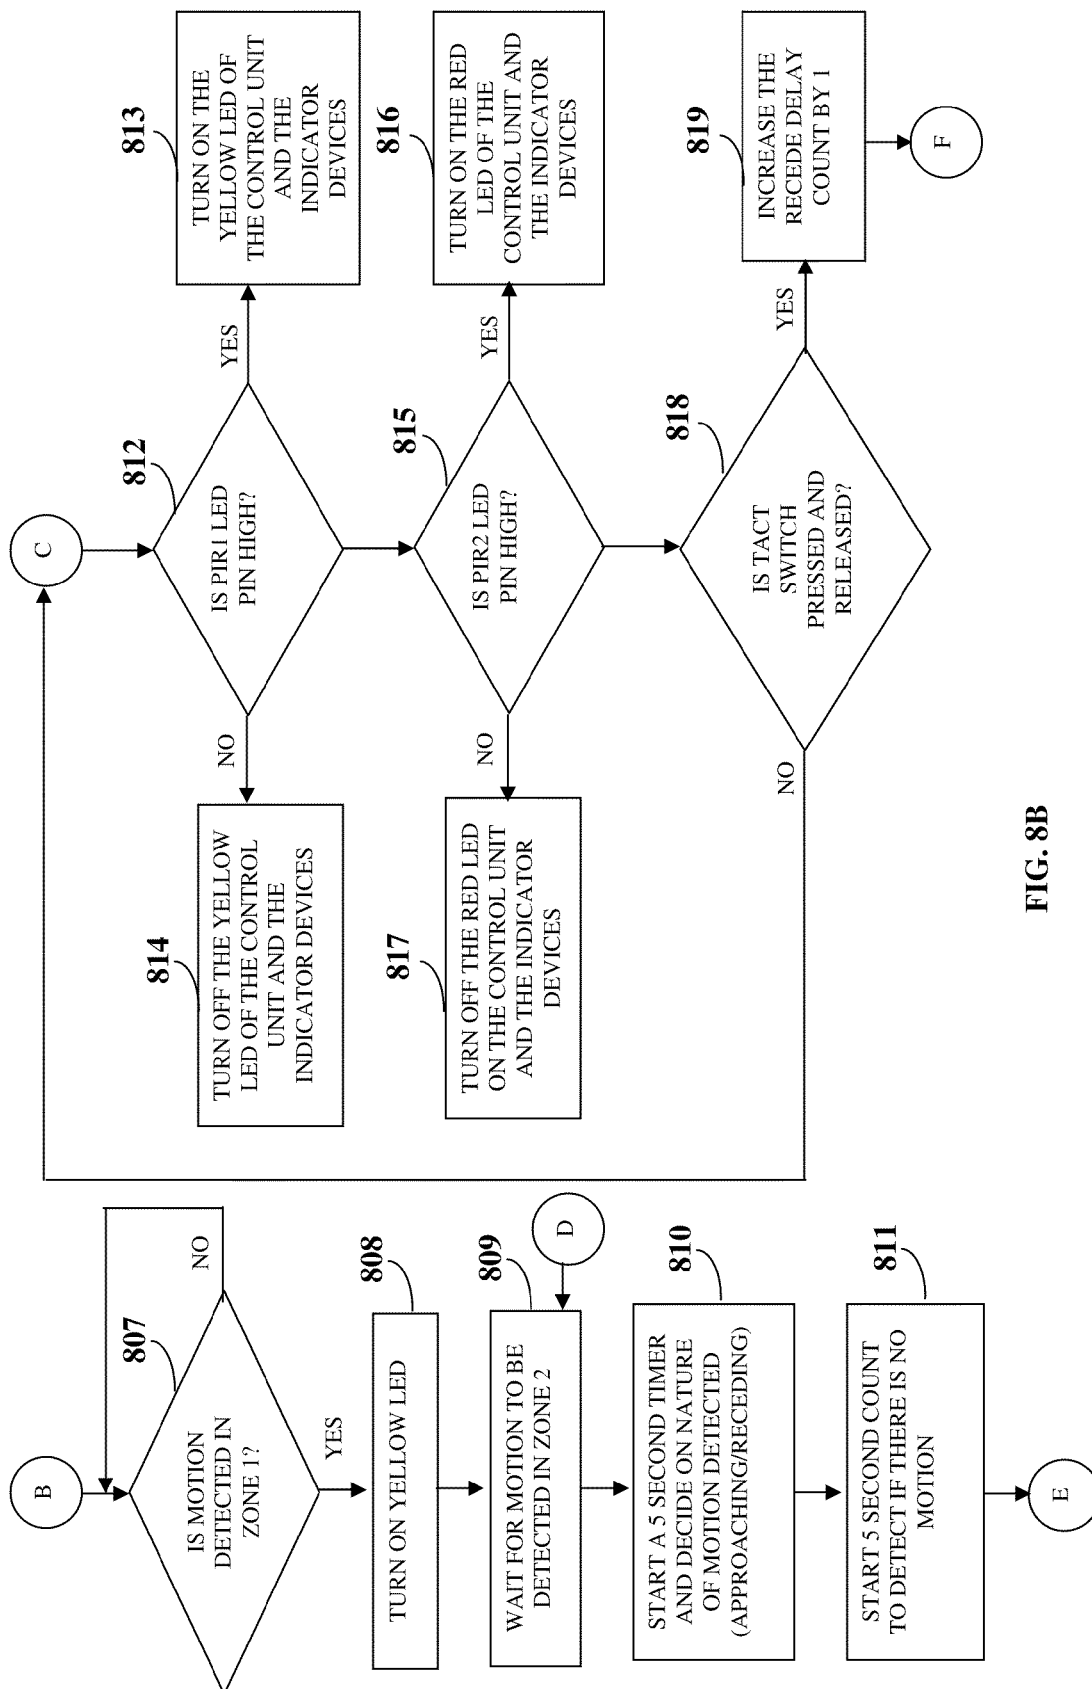 B
807
IS MOTION
DETECTED IN
ZONE 1?
NO
YES
808
TURN ON YELLOW LED
809
WAIT FOR MOTION TO BE
DETECTED IN ZONE 2
D
810
START A 5 SECOND TIMER
AND DECIDE ON NATURE
OF MOTION DETECTED
(APPROACHING/RECEDING)
811
START 5 SECOND COUNT
TO DETECT IF THERE IS NO
MOTION
E
C
812
IS PIR1 LED
PIN HIGH?
NO
YES
814
TURN OFF THE YELLOW
LED OF THE CONTROL
UNIT AND THE
INDICATOR DEVICES
813
TURN ON THE
YELLOW LED OF
THE CONTROL UNIT
AND THE
INDICATOR
DEVICES
815
IS PIR2 LED
PIN HIGH?
NO
YES
817
TURN OFF THE RED LED
ON THE CONTROL UNIT
AND THE INDICATOR
DEVICES
816
TURN ON THE RED
LED OF THE
CONTROL UNIT AND
THE INDICATOR
DEVICES
818
IS TACT
SWITCH
PRESSED AND
RELEASED?
NO
YES
819
INCREASE THE
RECEDE DELAY
COUNT BY 1
F
FIG. 8B